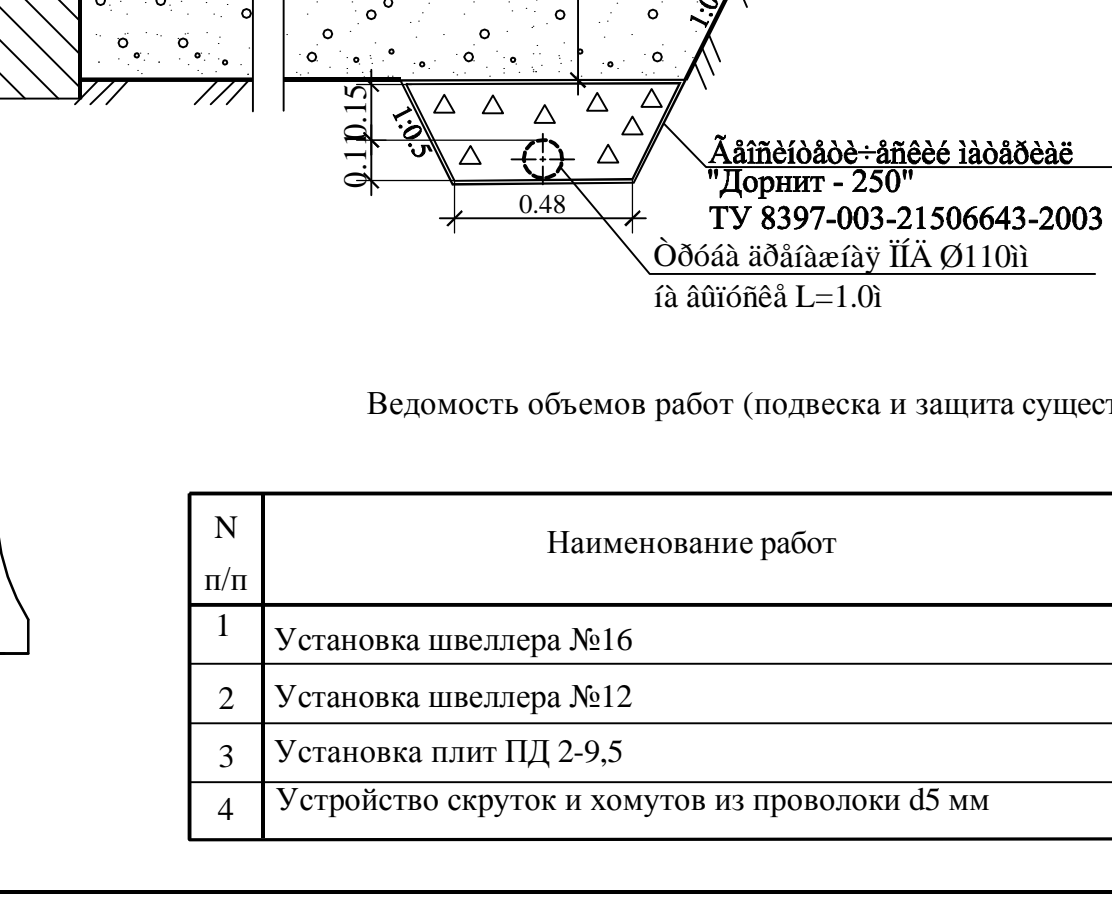 1:0
0.15
0.11
1:0.5
0.48
Ãåîñèíòåòè÷åñêèé ìàòåðèàë
"Дорнит - 250"
ТУ 8397-003-21506643-2003
Òðóáà äðåíàæíàÿ ÏÍÄ Ø110ìì
íà âûïóñêå L=1.0ì
Ведомость объемов работ (подвеска и защита сущест
N п/п
Наименование работ
1 Установка швеллера №16
2 Установка швеллера №12
3 Установка плит ПД 2-9,5
4 Устройство скруток и хомутов из проволоки d5 мм